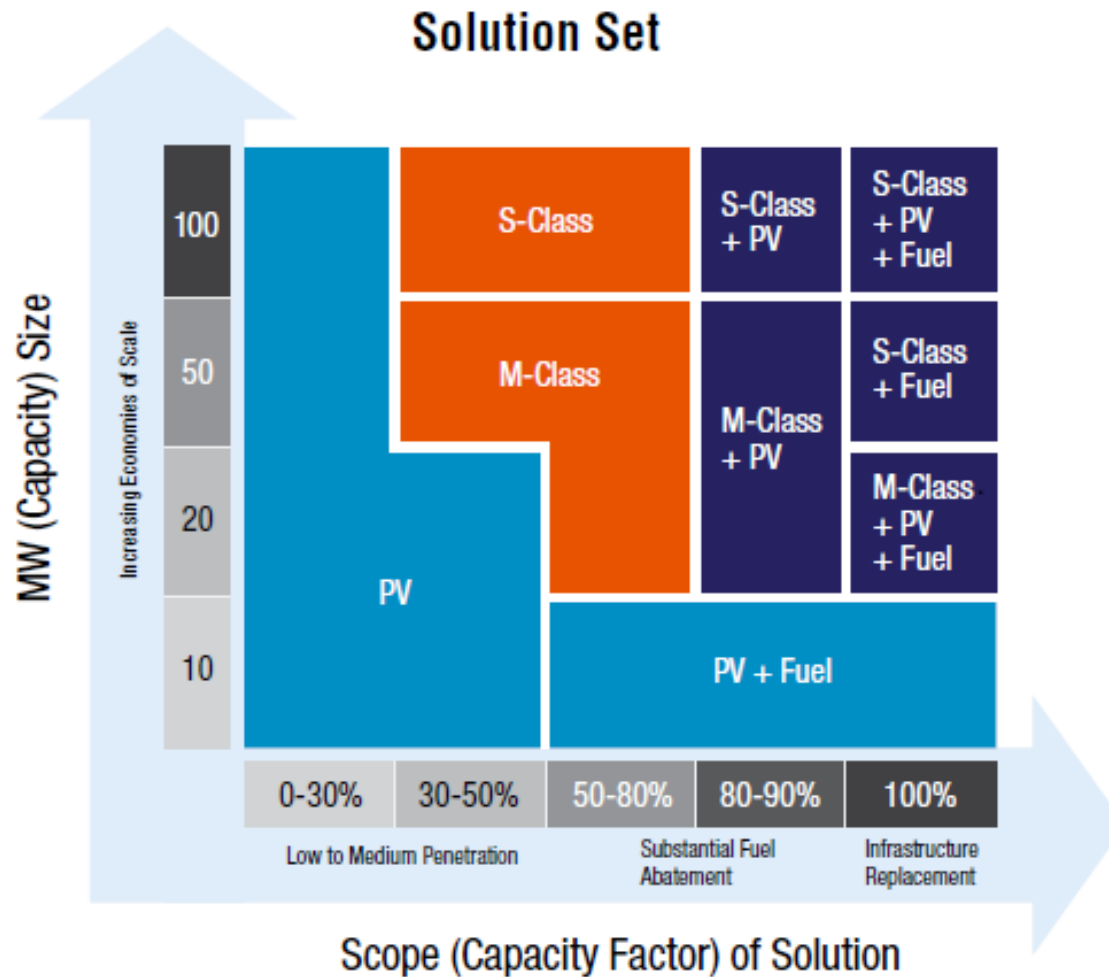 Solution Set
MW (Capacity) Size
Increasing Economies of Scale
100
50
20
10
PV
S-Class
M-Class
S-Class
+ PV
S-Class
+ PV
+ Fuel
M-Class
+ PV
S-Class
+ Fuel
M-Class
+ PV
+ Fuel
PV + Fuel
0-30%
30-50%
50-80%
80-90%
100%
Low to Medium Penetration
Substantial Fuel
Abatement
Infrastructure
Replacement
Scope (Capacity Factor) of Solution